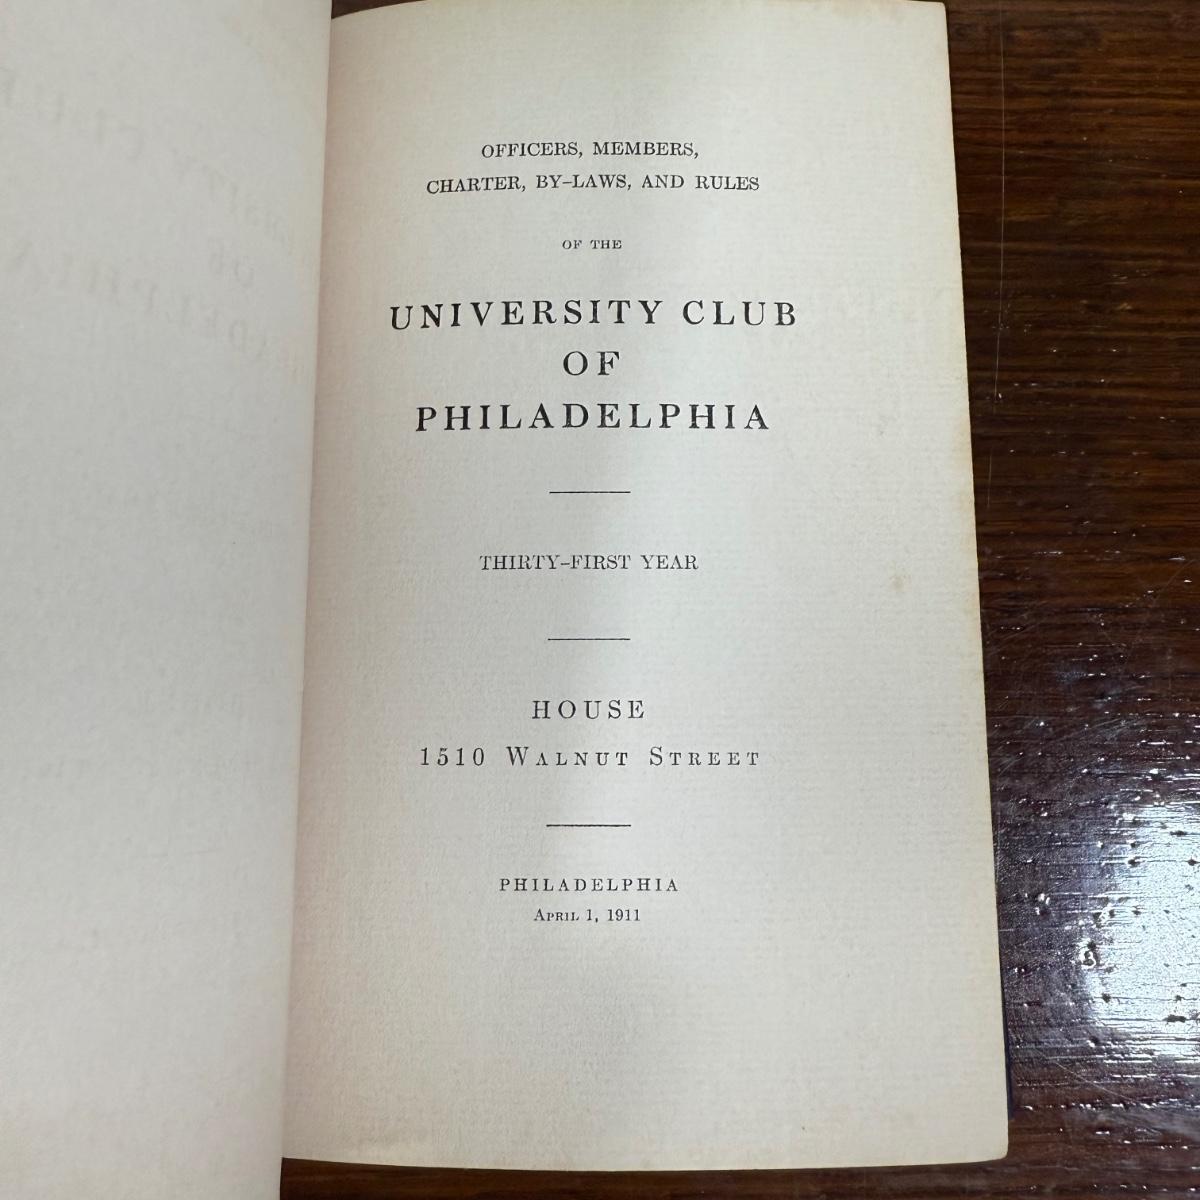 OFFICERS, MEMBERS,
CHARTER, BY-LAWS, AND RULES
OF THE
UNIVERSITY CLUB
OF
PHILADELPHIA
THIRTY-FIRST YEAR
HOUSE
1510 WALNUT STREET
PHILADELPHIA
APRIL 1, 1911